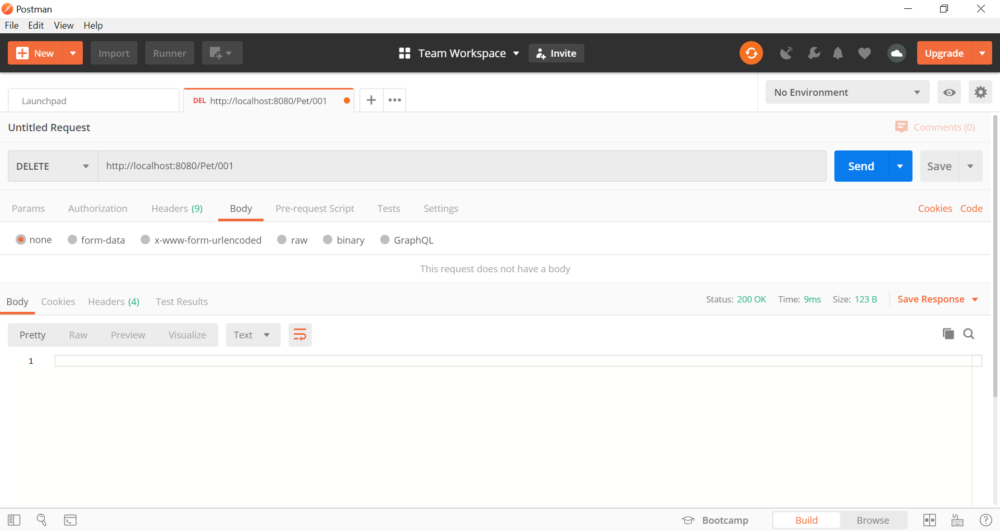 Postman
File Edit View Help
New Import Runner Team Workspace Invite Upgrade
Launchpad DEL http://localhost:8080/Pet/001 No Environment
Untitled Request Comments (0)
DELETE http://localhost:8080/Pet/001 Send Save
Params Authorization Headers (9) Body Pre-request Script Tests Settings Cookies Code
none form-data x-www-form-urlencoded raw binary GraphQL
This request does not have a body
Body Cookies Headers (4) Test Results Status: 200 OK Time: 9ms Size: 123 B Save Response
Pretty Raw Preview Visualize Text
1
Bootcamp Build Browse